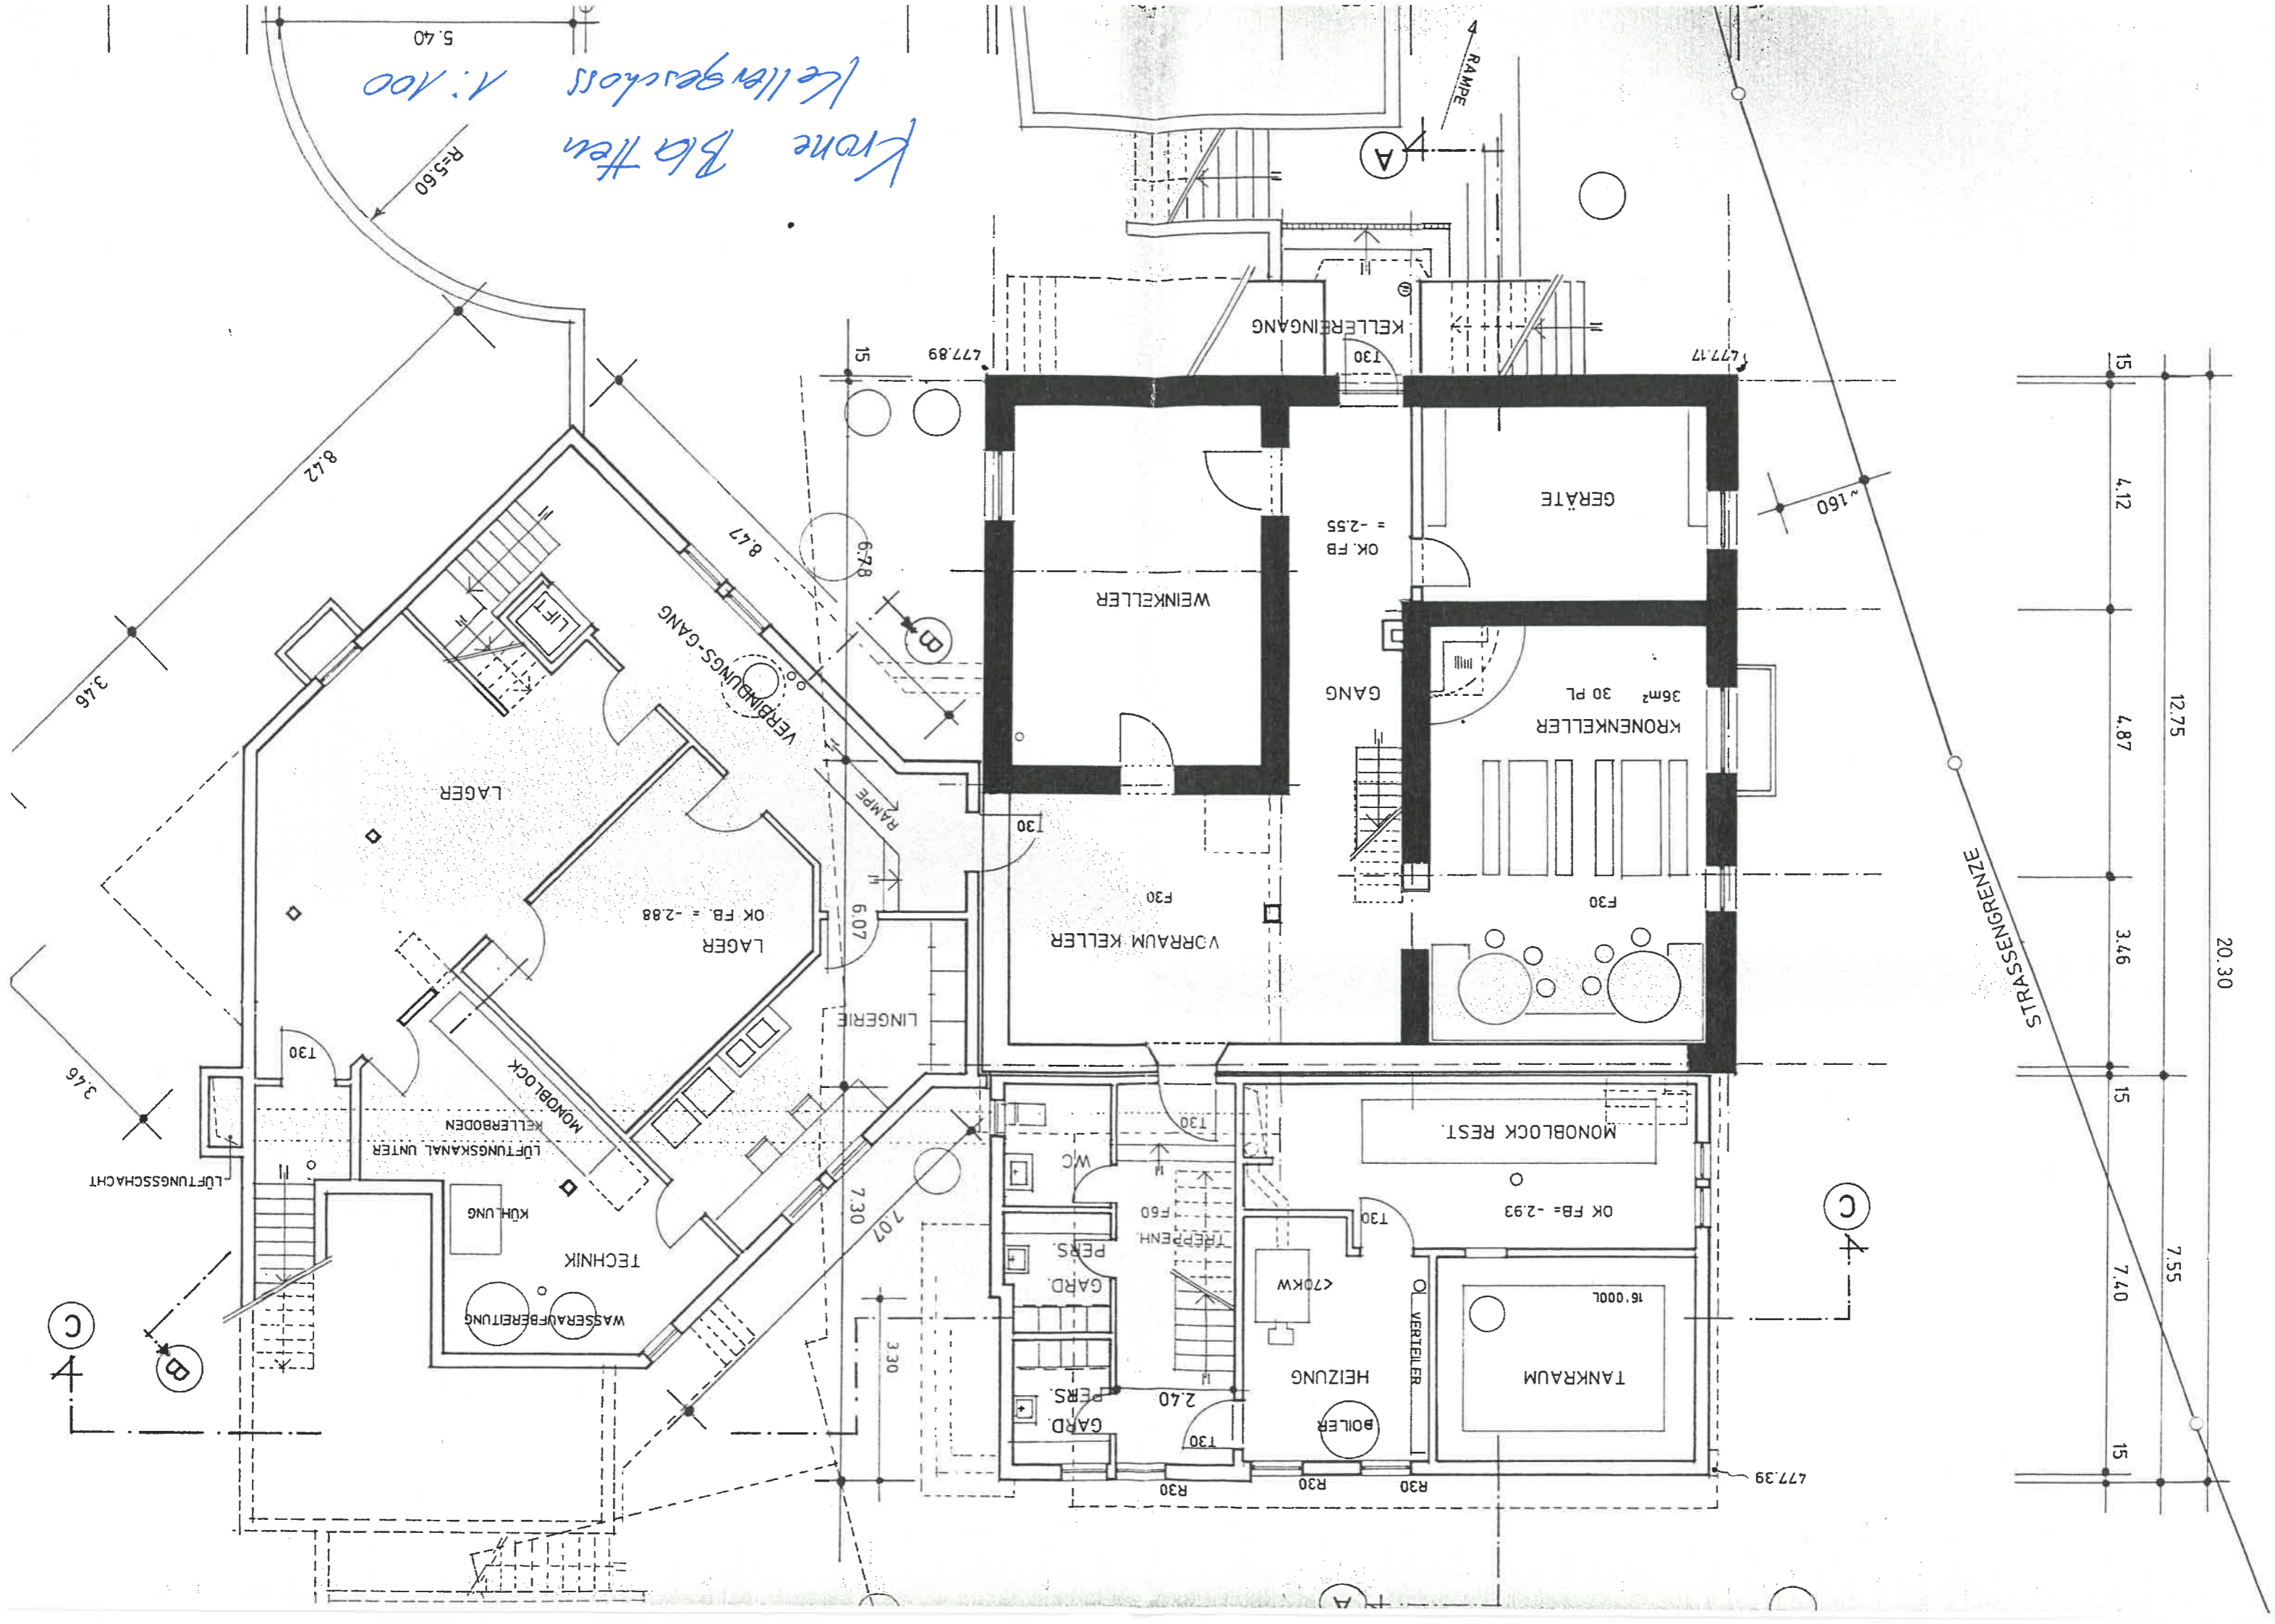 A
R30
R30
R30
477.39
15
TANKRAUM
16'000L
HEIZUNG
BOILER
VERTEILER
<70KW
T30
2.40
GARD.
PERS.
GARD.
PERS.
3.30
C
C
B
WASSERAUFBEREITUNG
TECHNIK
KÜHLUNG
7.40
7.55
OK FB= -2.93
T30
MONOBLOCK REST.
TREPPENH.
F60
WC
T30
7.07
7.30
LÜFTUNGSSCHACHT
LÜFTUNGSKANAL UNTER
KELLERBODEN
MONOBLOCK
T30
3.46
15
LINGERIE
STRASSENGRENZE
20.30
3.46
F30
VORRAUM KELLER
F30
LAGER
OK FB. = -2.88
6.07
T30
RAMPE
LAGER
12.75
4.87
KRONENKELLER
36m² 30 PL
GANG
VERBINDUNGS-GANG
LIFT
3.46
B
WEINKELLER
6.78
8.47
OK. FB
= -2.55
GERÄTE
4.12
~160
8.42
15
477.17
T30
KELLEREINGANG
477.89
15
R=5.60
A
RAMPE
Krone Blatten
Kellergeschoss 1:100
5.40